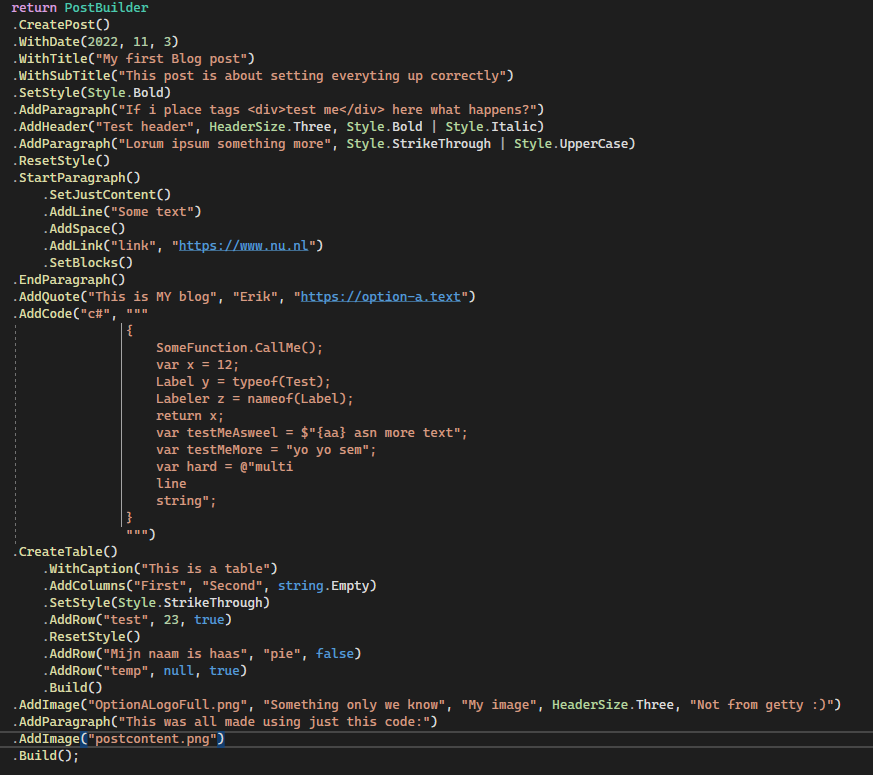 return PostBuilder
.CreatePost()
.WithDate(2022, 11, 3)
.WithTitle("My first Blog post")
.WithSubTitle("This post is about setting everyting up correctly")
.SetStyle(Style.Bold)
.AddParagraph("If i place tags <div>test me</div> here what happens?")
.AddHeader("Test header", HeaderSize.Three, Style.Bold | Style.Italic)
.AddParagraph("Lorum ipsum something more", Style.StrikeThrough | Style.UpperCase)
.ResetStyle()
.StartParagraph()
    .SetJustContent()
    .AddLine("Some text")
    .AddSpace()
    .AddLink("link", "https://www.nu.nl")
    .SetBlocks()
.EndParagraph()
.AddQuote("This is MY blog", "Erik", "https://option-a.text")
.AddCode("c#", """
               {
                   SomeFunction.CallMe();
                   var x = 12;
                   Label y = typeof(Test);
                   Labeler z = nameof(Label);
                   return x;
                   var testMeAsweel = $"{aa} asn more text";
                   var testMeMore = "yo yo sem";
                   var hard = @"multi
                   line
                   string";
               }
               """)
.CreateTable()
    .WithCaption("This is a table")
    .AddColumns("First", "Second", string.Empty)
    .SetStyle(Style.StrikeThrough)
    .AddRow("test", 23, true)
    .ResetStyle()
    .AddRow("Mijn naam is haas", "pie", false)
    .AddRow("temp", null, true)
    .Build()
.AddImage("OptionALogoFull.png", "Something only we know", "My image", HeaderSize.Three, "Not from getty :)")
.AddParagraph("This was all made using just this code:")
.AddImage("postcontent.png")
.Build();